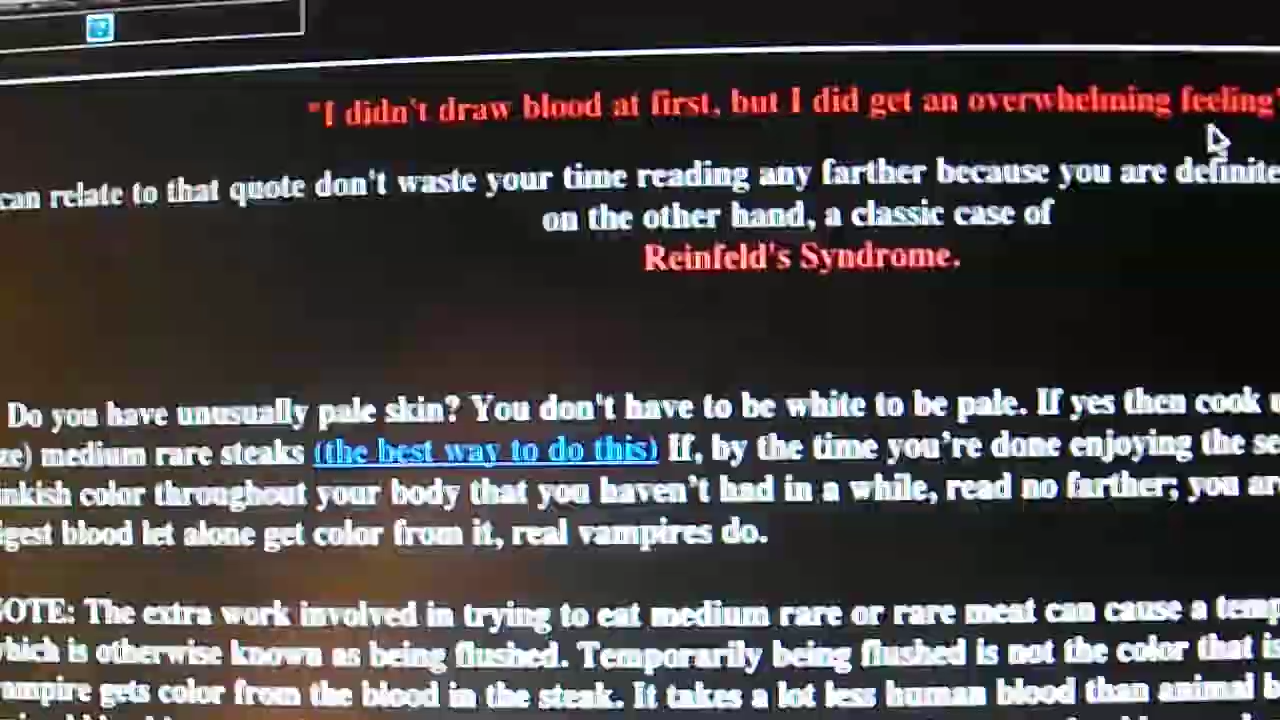 "I didn't draw blood at first, but I did get an overwhelming feeling"
can relate to that quote don't waste your time reading any farther because you are definite
on the other hand, a classic case of
Reinfeld's Syndrome.
Do you have unusually pale skin? You don't have to be white to be pale. If yes then cook u
ze) medium rare steaks (the best way to do this) If, by the time you're done enjoying the se
nkish color throughout your body that you haven't had in a while, read no farther; you are
igest blood let alone get color from it, real vampires do.
NOTE: The extra work involved in trying to eat medium rare or rare meat can cause a temp
which is otherwise known as being flushed. Temporarily being flushed is not the color that is
vampire gets color from the blood in the steak. It takes a lot less human blood than animal b